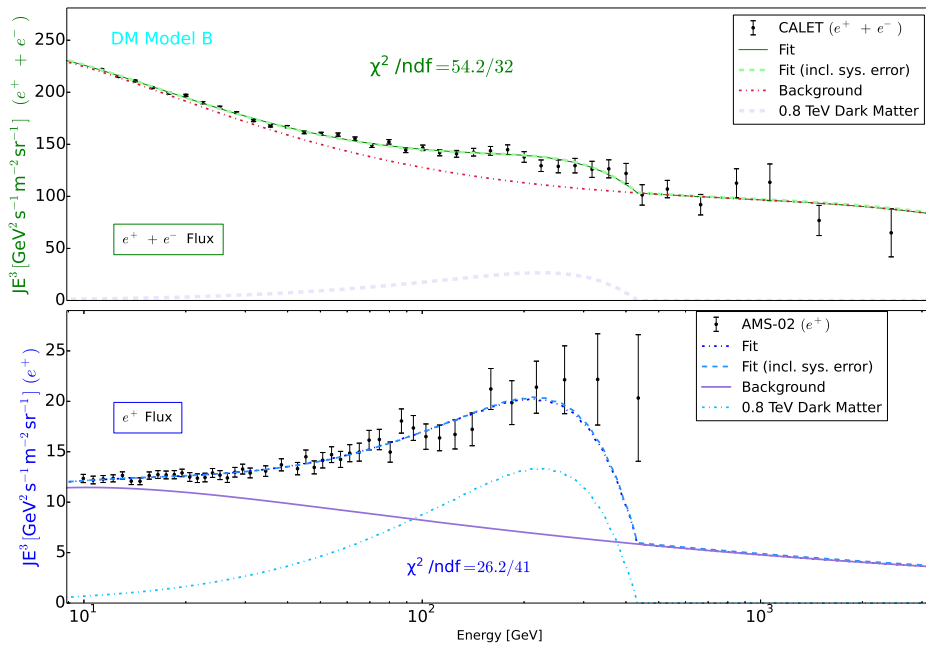 DM Model B
χ² /ndf=54.2/32
CALET (e⁺ + e⁻)
Fit
Fit (incl. sys. error)
Background
0.8 TeV Dark Matter
JE³ [GeV² s⁻¹ m⁻² sr⁻¹] (e⁺ + e⁻)
250
200
150
100
50
0
e⁺ + e⁻ Flux
AMS-02 (e⁺)
Fit
Fit (incl. sys. error)
Background
0.8 TeV Dark Matter
JE³ [GeV² s⁻¹ m⁻² sr⁻¹] (e⁺)
25
20
15
10
5
0
e⁺ Flux
χ² /ndf=26.2/41
10¹ 10² 10³
Energy [GeV]